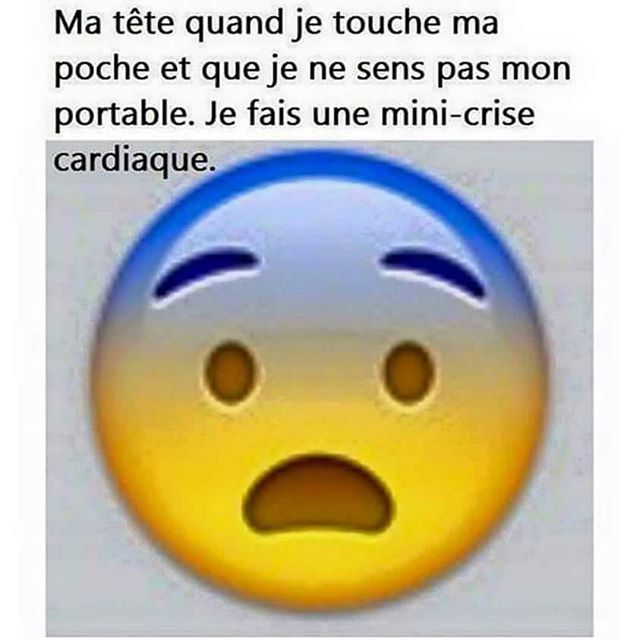 Ma tête quand je touche ma
poche et que je ne sens pas mon
portable. Je fais une mini-crise
cardiaque.